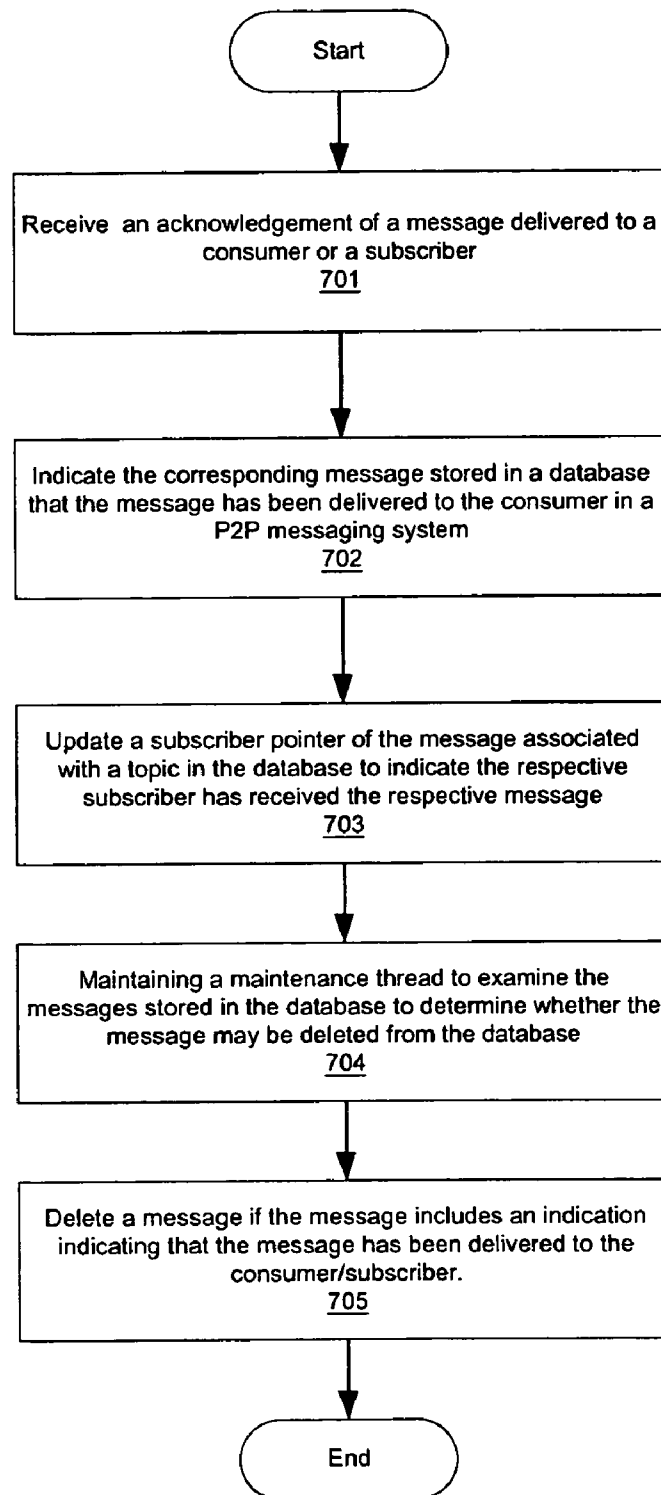 Start
Receive an acknowledgement of a message delivered to a
consumer or a subscriber
701
Indicate the corresponding message stored in a database
that the message has been delivered to the consumer in a
P2P messaging system
702
Update a subscriber pointer of the message associated
with a topic in the database to indicate the respective
subscriber has received the respective message
703
Maintaining a maintenance thread to examine the
messages stored in the database to determine whether the
message may be deleted from the database
704
Delete a message if the message includes an indication
indicating that the message has been delivered to the
consumer/subscriber.
705
End